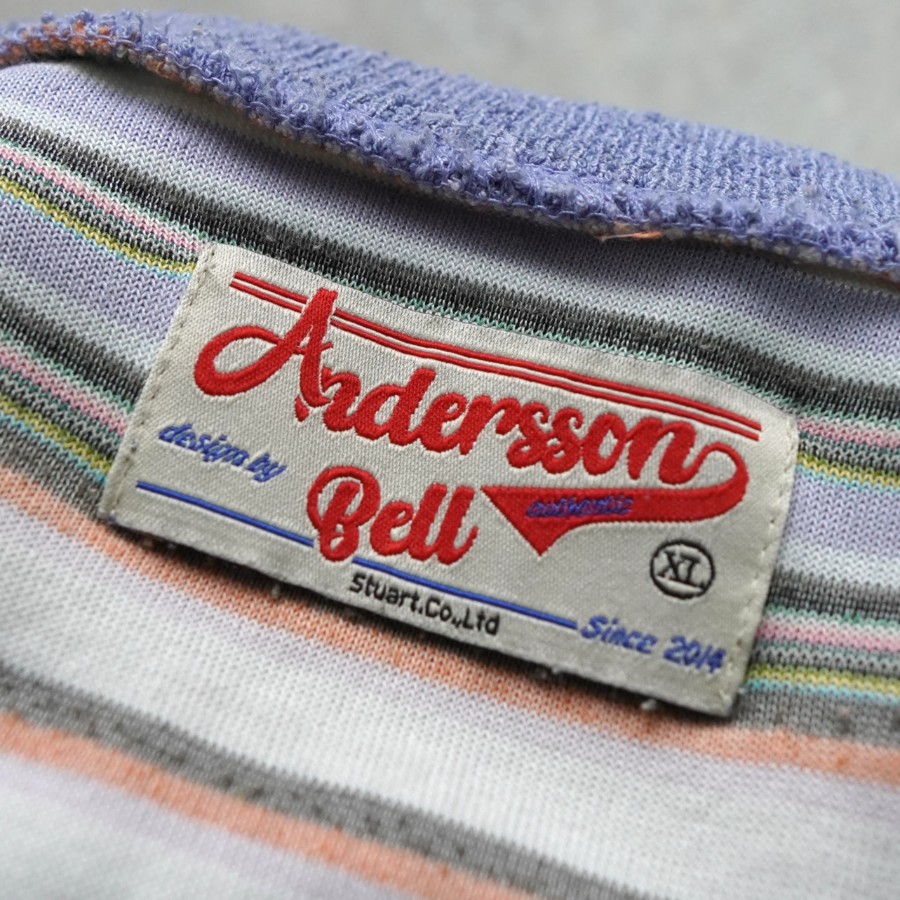 Andersson
design by
Bell
authentic
XL
Stuart.Co.,Ltd
Since 2014